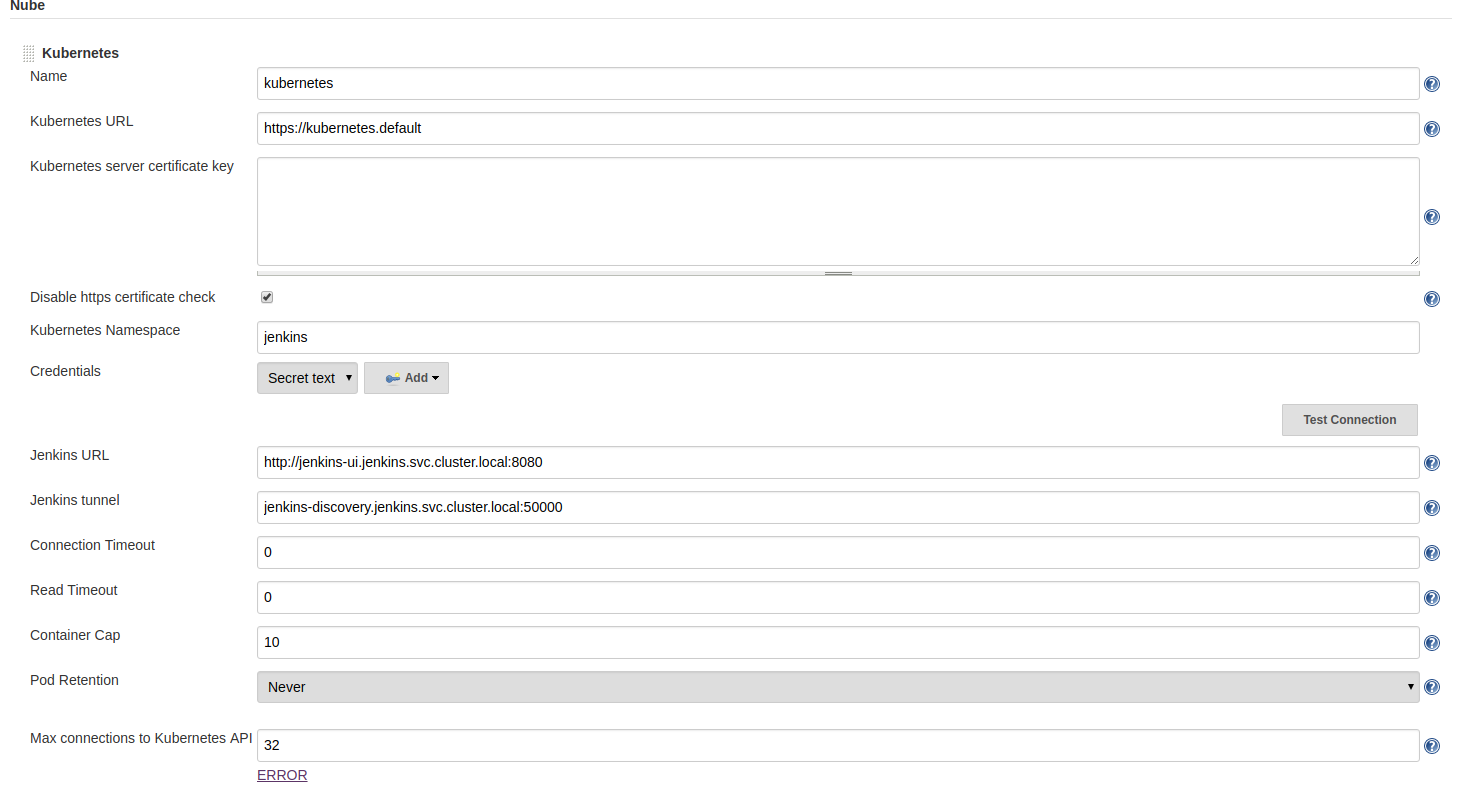 Nube
Kubernetes
Name
kubernetes
Kubernetes URL
https://kubernetes.default
Kubernetes server certificate key
Disable https certificate check
Kubernetes Namespace
jenkins
Credentials
Secret text
Add
Test Connection
Jenkins URL
http://jenkins-ui.jenkins.svc.cluster.local:8080
Jenkins tunnel
jenkins-discovery.jenkins.svc.cluster.local:50000
Connection Timeout
0
Read Timeout
0
Container Cap
10
Pod Retention
Never
Max connections to Kubernetes API
32
ERROR